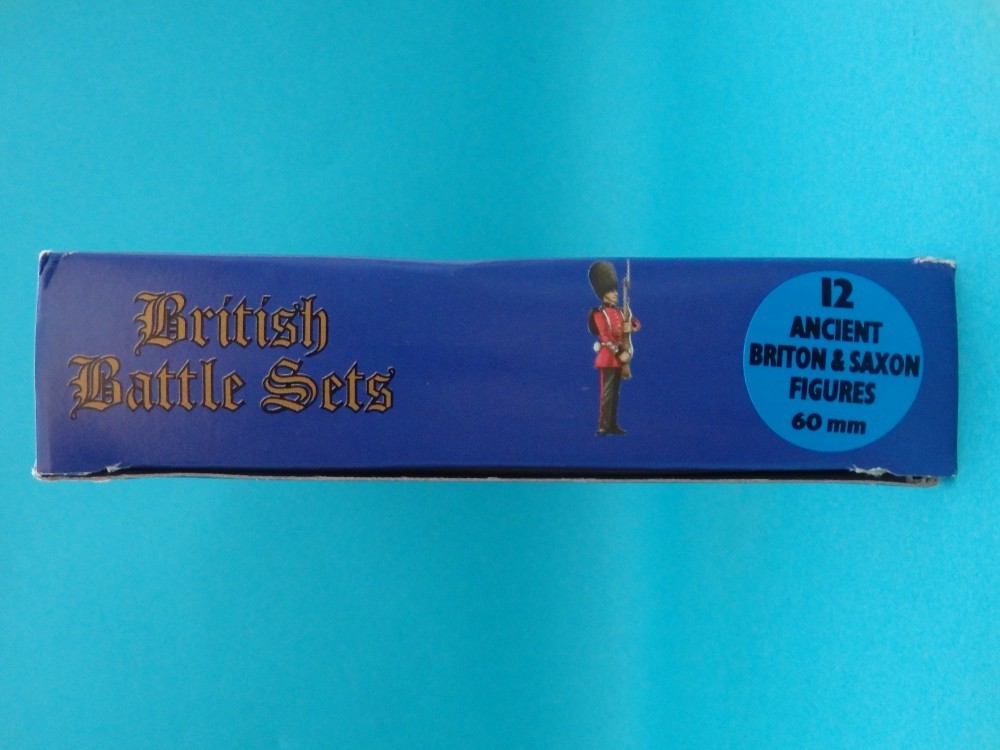 British
Battle Sets
12
ANCIENT
BRITON & SAXON
FIGURES
60 mm